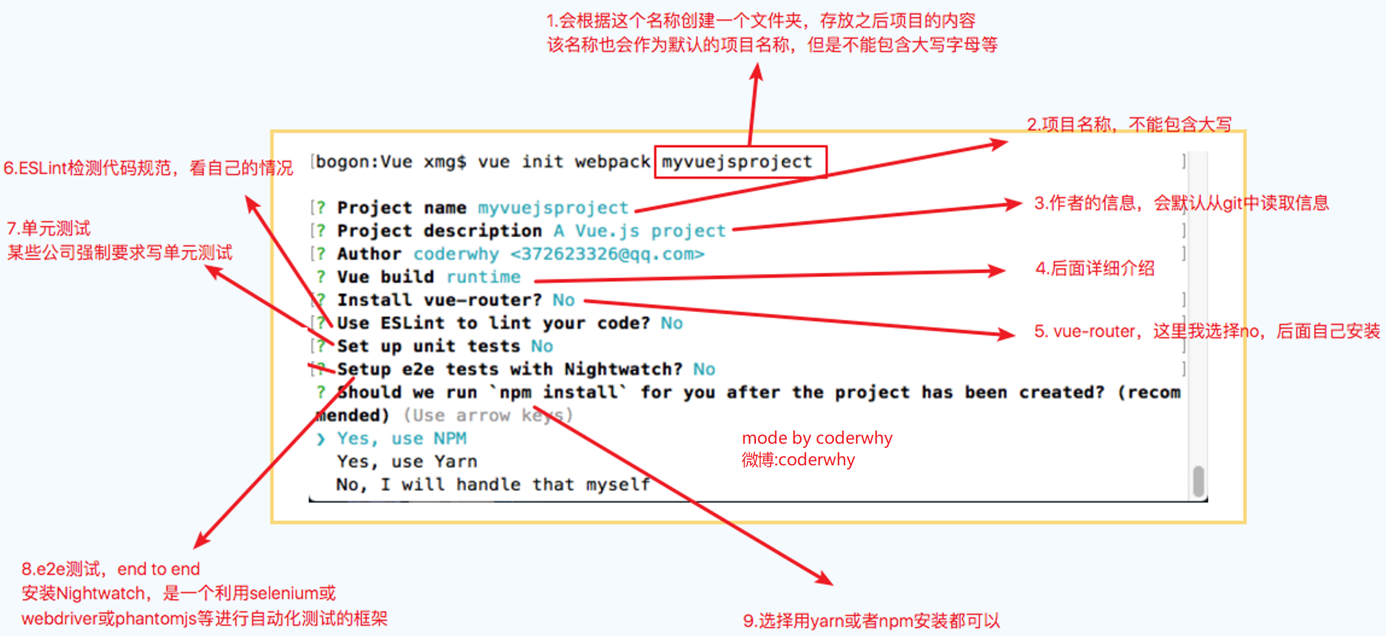 1.会根据这个名称创建一个文件夹，存放之后项目的内容
该名称也会作为默认的项目名称，但是不能包含大写字母等
2.项目名称，不能包含大写
6.ESLint检测代码规范，看自己的情况
[bogon:Vue xmg$ vue init webpack myvuejsproject ]
[? Project name myvuejsproject ]
3.作者的信息，会默认从git中读取信息
7.单元测试
某些公司强制要求写单元测试
[? Project description A Vue.js project ]
[? Author coderwhy <372623326@qq.com> ]
? Vue build runtime
4.后面详细介绍
[? Install vue-router? No ]
[? Use ESLint to lint your code? No ]
5. vue-router，这里我选择no，后面自己安装
[? Set up unit tests No ]
[? Setup e2e tests with Nightwatch? No ]
? Should we run `npm install` for you after the project has been created? (recom
mended) (Use arrow keys)
❯ Yes, use NPM
Yes, use Yarn
No, I will handle that myself
mode by coderwhy
微博:coderwhy
8.e2e测试，end to end
安装Nightwatch，是一个利用selenium或
webdriver或phantomjs等进行自动化测试的框架
9.选择用yarn或者npm安装都可以